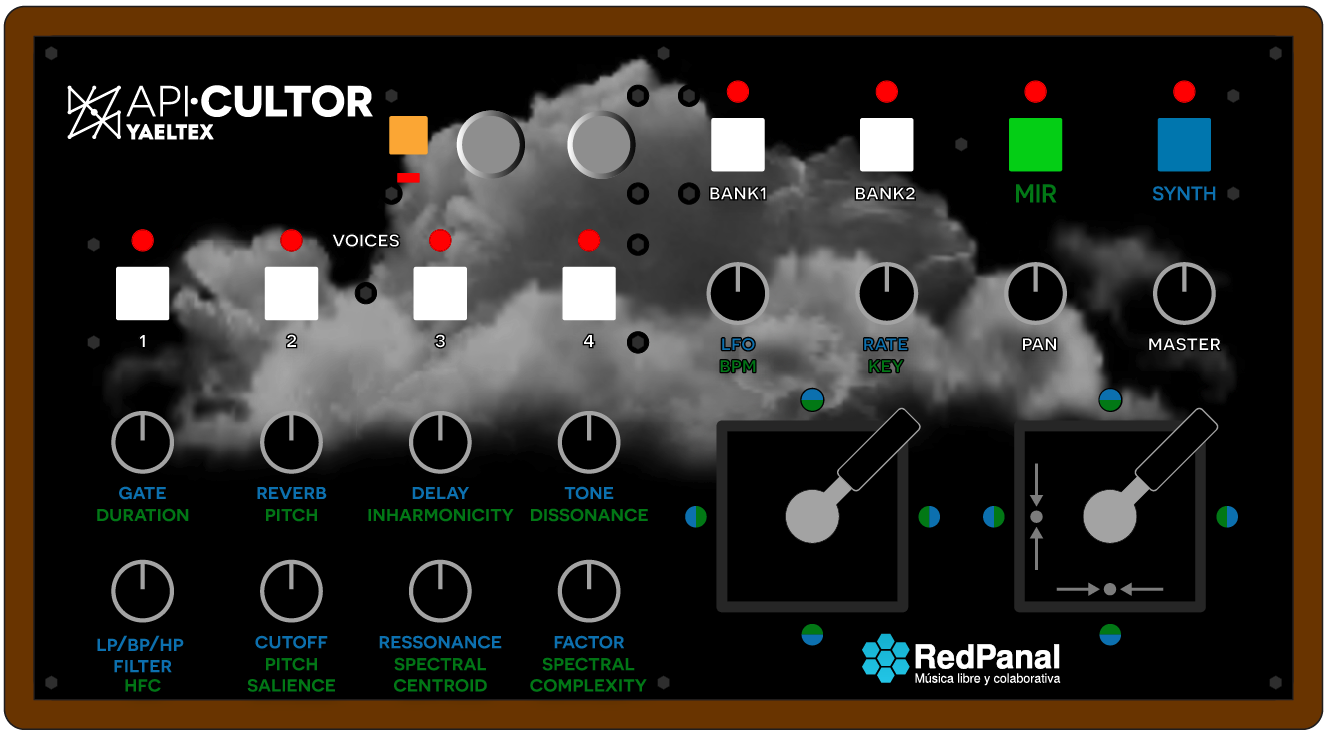 API·CULTOR
YAELTEX
BANK1
BANK2
MIR
SYNTH
VOICES
1
2
3
4
LFO
BPM
RATE
KEY
PAN
MASTER
GATE
DURATION
REVERB
PITCH
DELAY
INHARMONICITY
TONE
DISSONANCE
LP/BP/HP
FILTER
HFC
CUTOFF
PITCH
SALIENCE
RESSONANCE
SPECTRAL
CENTROID
FACTOR
SPECTRAL
COMPLEXITY
RedPanal
Música libre y colaborativa